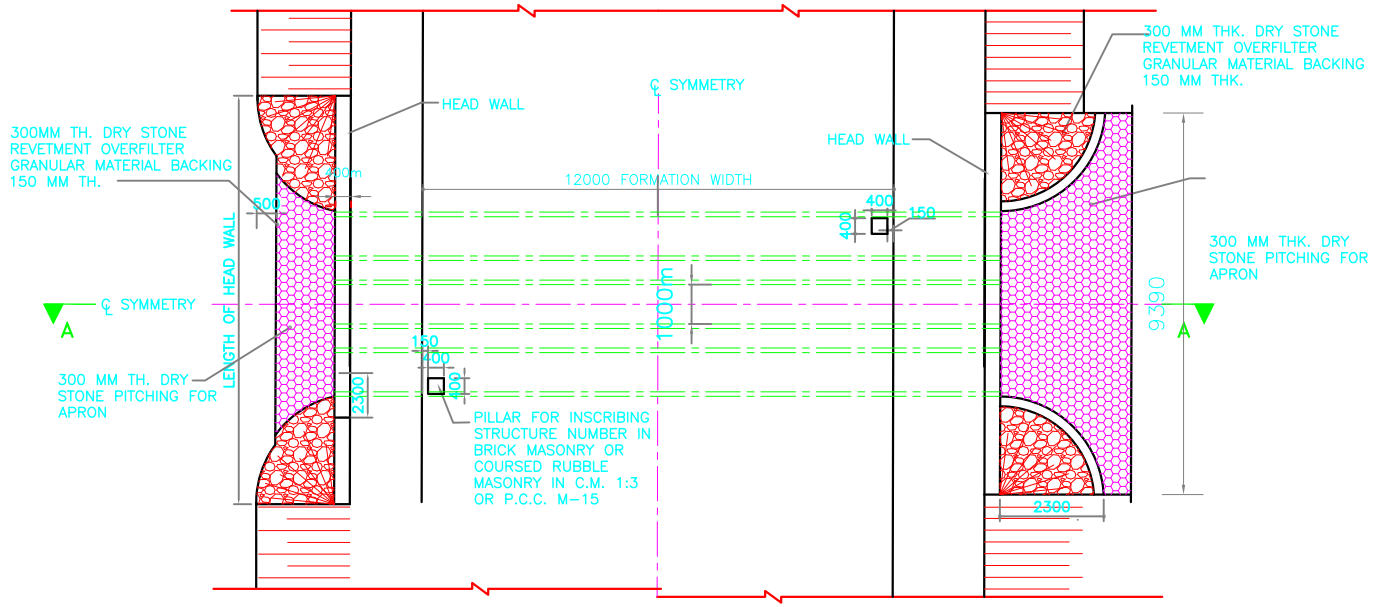 300 MM THK. DRY STONE
REVETMENT OVERFILTER
GRANULAR MATERIAL BACKING
150 MM THK.
℄ SYMMETRY
HEAD WALL
300MM TH. DRY STONE
REVETMENT OVERFILTER
GRANULAR MATERIAL BACKING
150 MM TH.
HEAD WALL
400m
12000 FORMATION WIDTH
500
400
400
150
300 MM THK. DRY
STONE PITCHING FOR
APRON
LENGTH OF HEAD WALL
℄ SYMMETRY
A
1000m
9390
A
150
400
400
2300
300 MM TH. DRY
STONE PITCHING FOR
APRON
PILLAR FOR INSCRIBING
STRUCTURE NUMBER IN
BRICK MASONRY OR
COURSED RUBBLE
MASONRY IN C.M. 1:3
OR P.C.C. M-15
2300